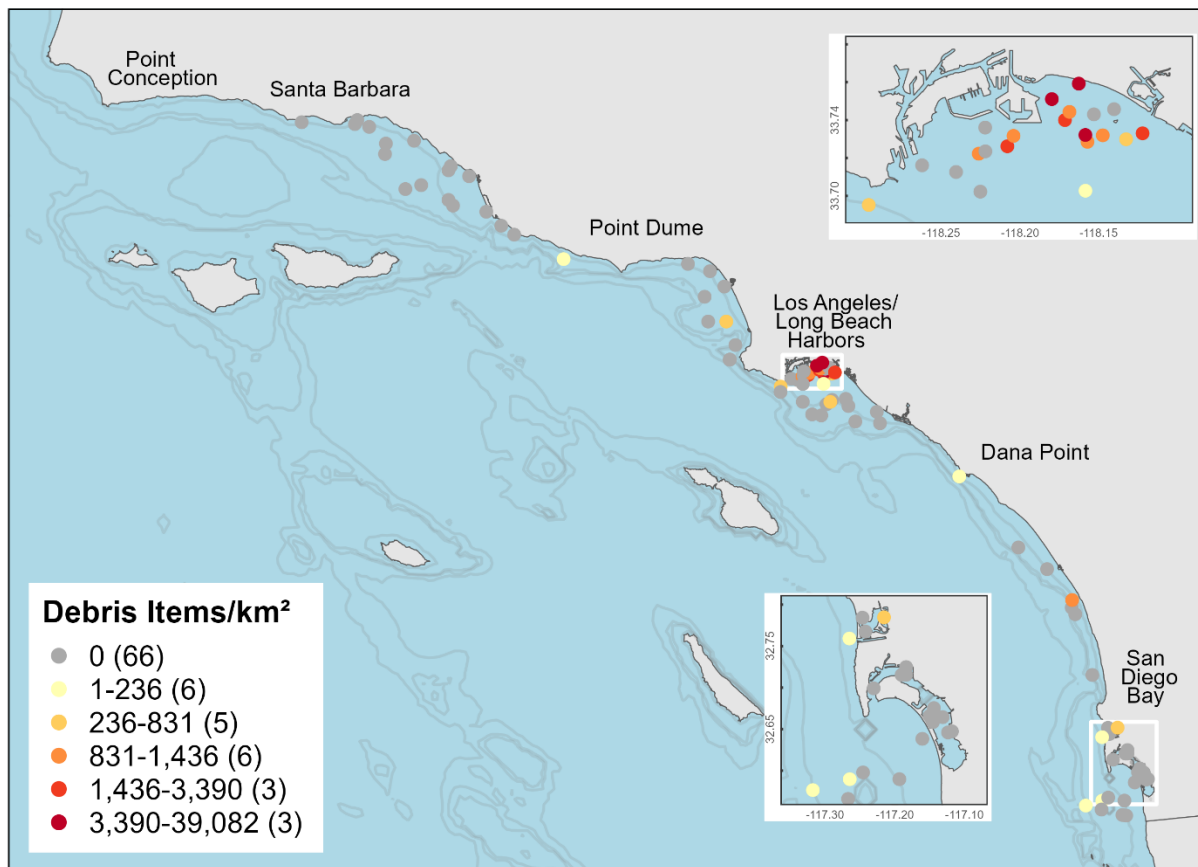 Point
Conception
Santa Barbara
Point Dume
Los Angeles/
Long Beach
Harbors
Dana Point
San
Diego
Bay
33.74
33.70
-118.25
-118.20
-118.15
32.75
32.65
-117.30
-117.20
-117.10
Debris Items/km²
0 (66)
1-236 (6)
236-831 (5)
831-1,436 (6)
1,436-3,390 (3)
3,390-39,082 (3)